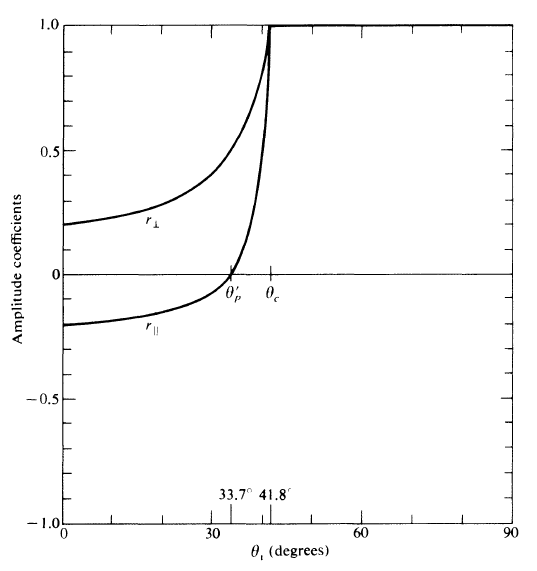 1.0
0.5
0
−0.5
−1.0
Amplitude coefficients
r⊥
r||
θ′p
θc
33.7° 41.8°
0
30
60
90
θι (degrees)